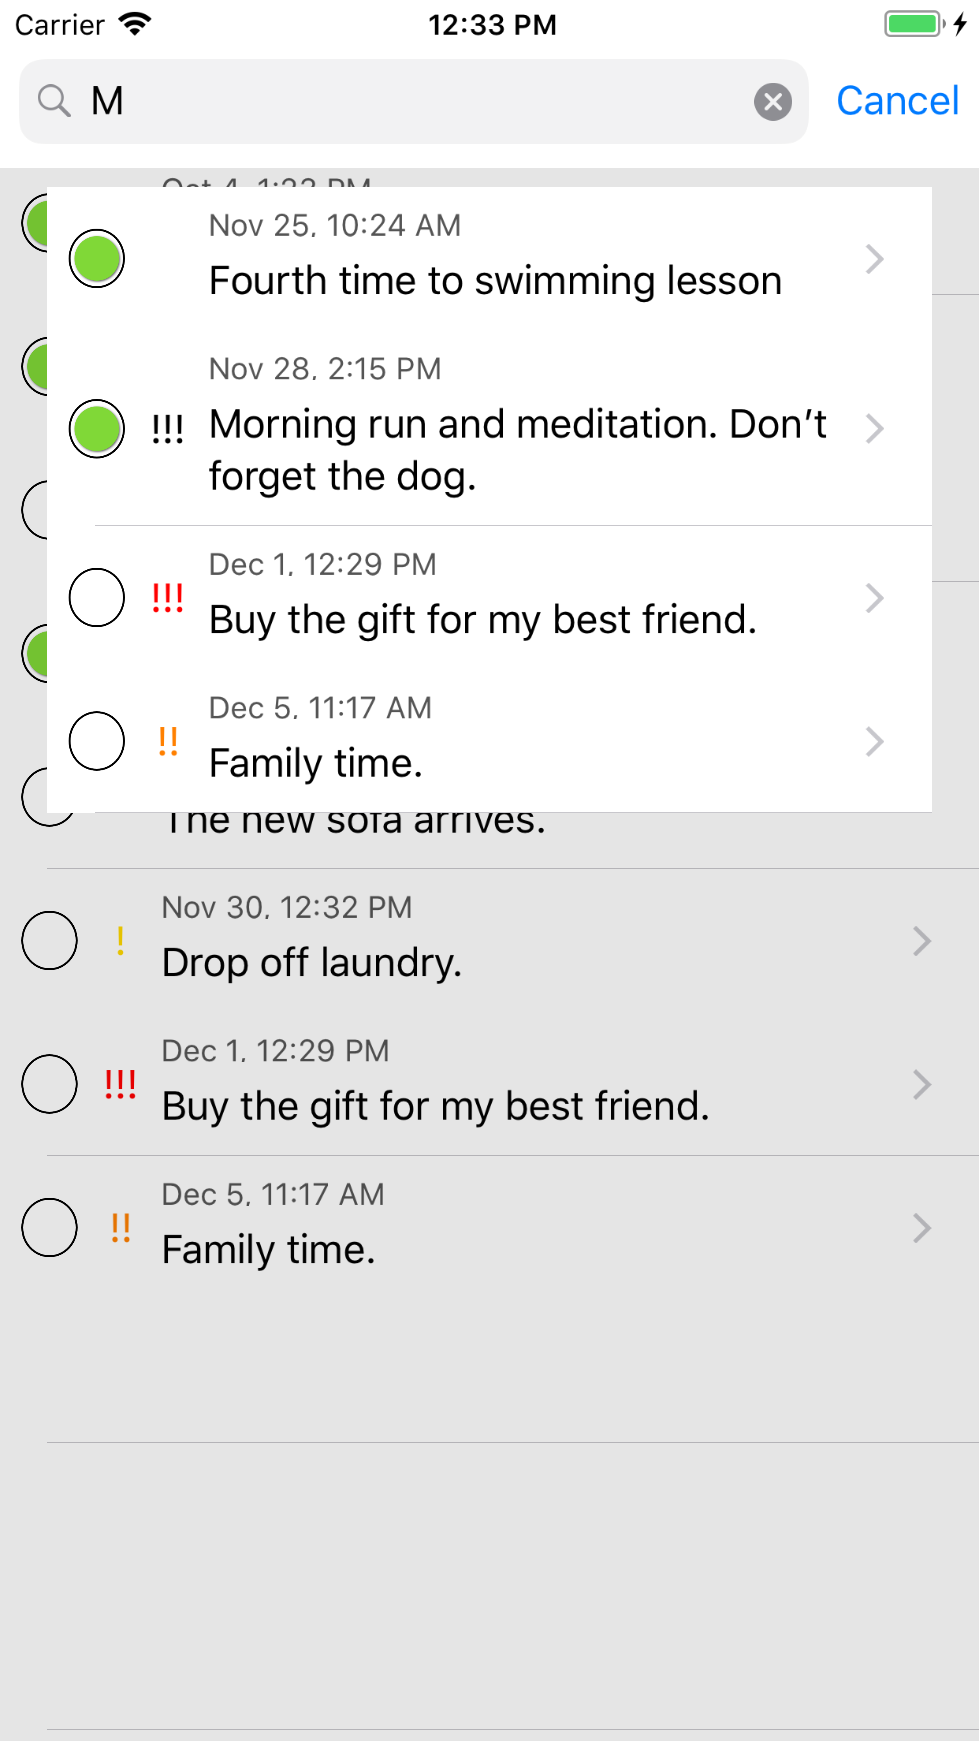 Carrier
12:33 PM
M
Cancel
Oct 4, 1:23 PM
Nov 25, 10:24 AM
Fourth time to swimming lesson
Nov 28, 2:15 PM
!!!
Morning run and meditation. Don’t
forget the dog.
Dec 1, 12:29 PM
!!!
Buy the gift for my best friend.
Dec 5, 11:17 AM
!!
Family time.
The new sofa arrives.
Nov 30, 12:32 PM
!
Drop off laundry.
Dec 1, 12:29 PM
!!!
Buy the gift for my best friend.
Dec 5, 11:17 AM
!!
Family time.